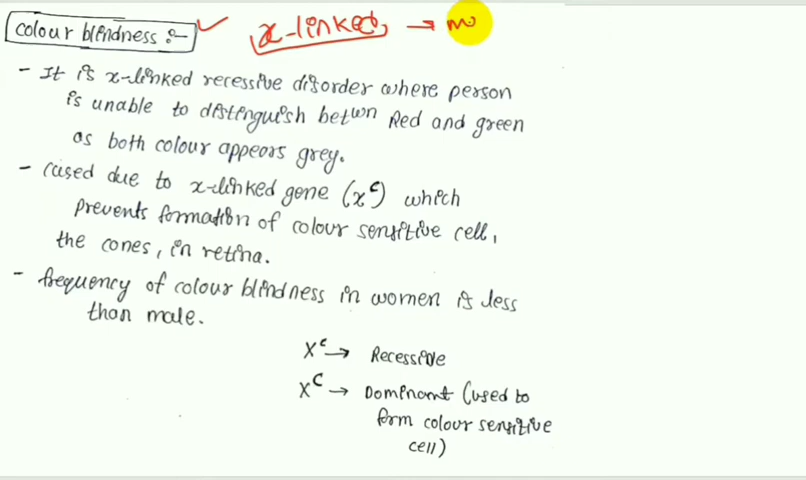 colour blindness :- x-linked → mo
- It is x-linked recessive disorder where person
is unable to distinguish betwn Red and green
as both colour appears grey.
- caused due to x-linked gene (xᶜ) which
prevents formation of colour sensitive cell,
the cones, in retina.
- frequency of colour blindness in women is less
than male.
Xᶜ → Recessive
X^C → Dominant (used to
form colour sensitive
cell)